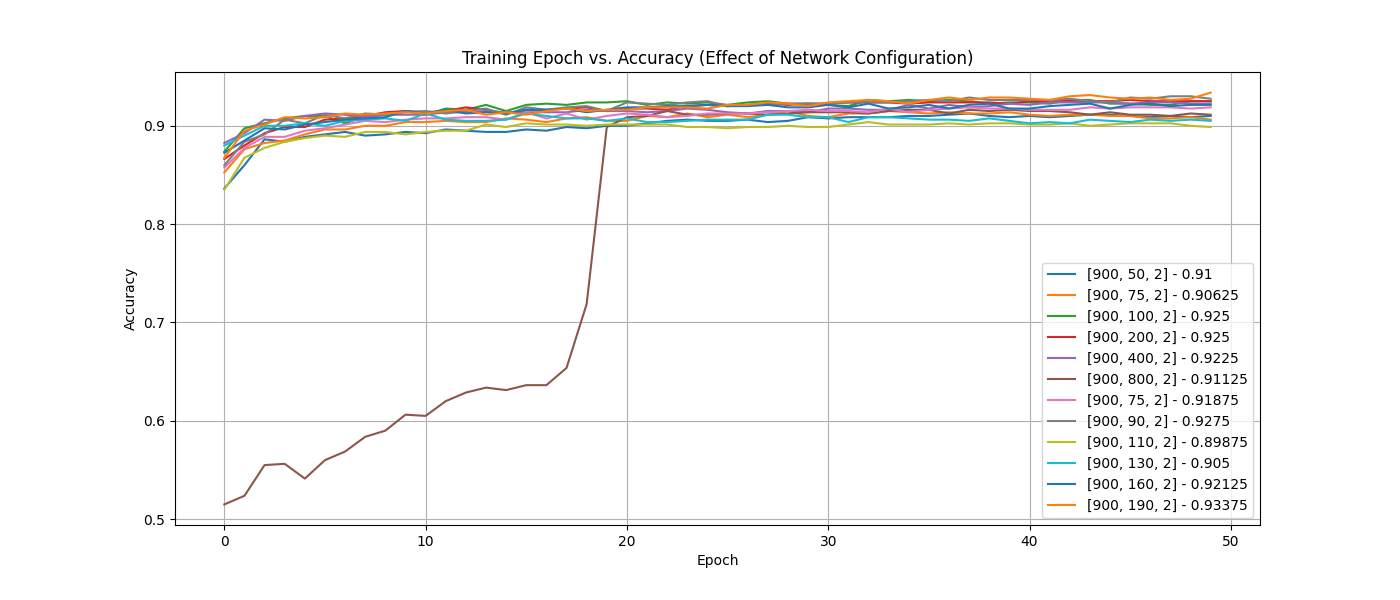 Training Epoch vs. Accuracy (Effect of Network Configuration)
Accuracy
0.9
0.8
0.7
0.6
0.5
[900, 50, 2] - 0.91
[900, 75, 2] - 0.90625
[900, 100, 2] - 0.925
[900, 200, 2] - 0.925
[900, 400, 2] - 0.9225
[900, 800, 2] - 0.91125
[900, 75, 2] - 0.91875
[900, 90, 2] - 0.9275
[900, 110, 2] - 0.89875
[900, 130, 2] - 0.905
[900, 160, 2] - 0.92125
[900, 190, 2] - 0.93375
0 10 20 30 40 50
Epoch